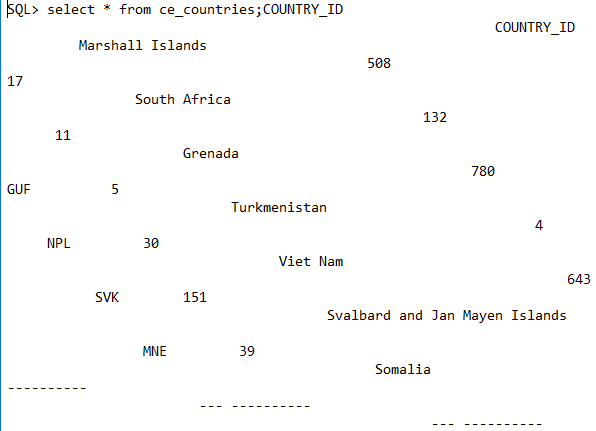 SQL> select * from ce_countries;COUNTRY_ID
COUNTRY_ID
Marshall Islands
508
17
South Africa
132
11
Grenada
780
GUF 5
Turkmenistan
4
NPL 30
Viet Nam
643
SVK 151
Svalbard and Jan Mayen Islands
MNE 39
Somalia
----------
--- ----------
--- ----------